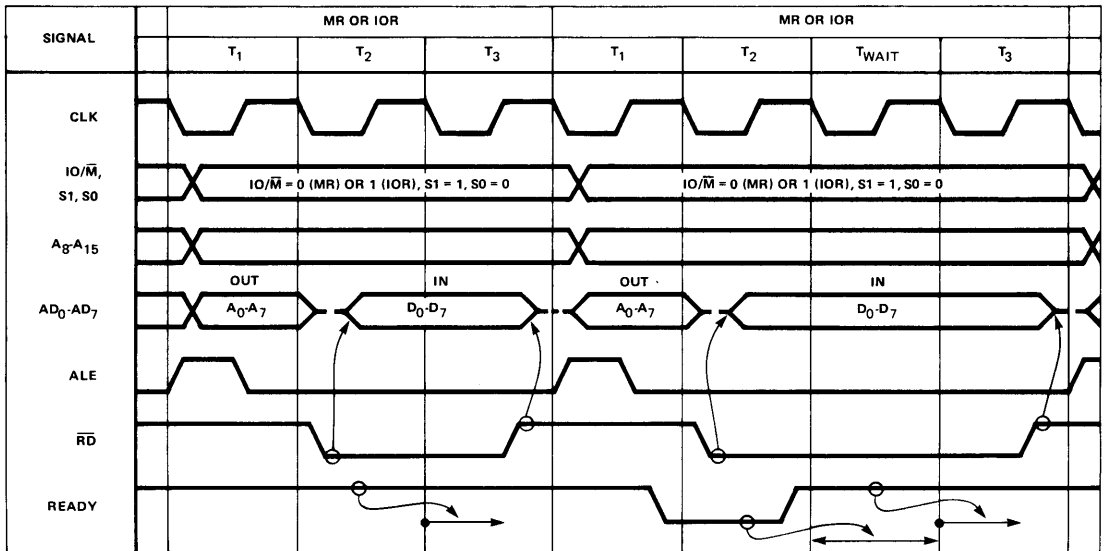 SIGNAL
MR OR IOR
MR OR IOR
T1 T2 T3 T1 T2 TWAIT T3
CLK
IO/M̅,
S1, S0
IO/M̅ = 0 (MR) OR 1 (IOR), S1 = 1, S0 = 0
IO/M̅ = 0 (MR) OR 1 (IOR), S1 = 1, S0 = 0
A8-A15
OUT IN OUT IN
AD0-AD7
A0-A7 D0-D7 A0-A7 D0-D7
ALE
R̅D̅
READY